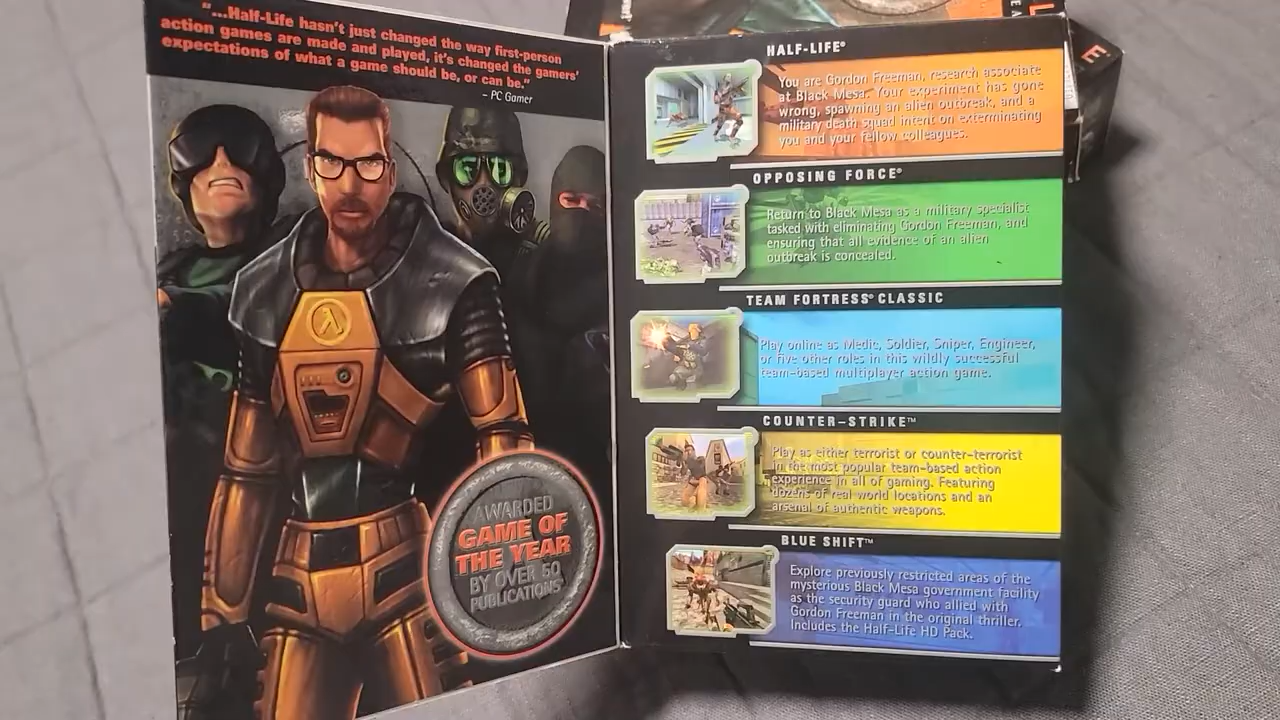 "...Half-Life hasn't just changed the way first-person
action games are made and played, it's changed the gamers'
expectations of what a game should be, or can be."
– PC Gamer
AWARDED
GAME OF
THE YEAR
BY OVER 50
PUBLICATIONS
HALF-LIFE®
You are Gordon Freeman, research associate
at Black Mesa. Your experiment has gone
wrong, spawning an alien outbreak, and a
military death squad intent on exterminating
you and your fellow colleagues.
OPPOSING FORCE®
Return to Black Mesa as a military specialist
tasked with eliminating Gordon Freeman, and
ensuring that all evidence of an alien
outbreak is concealed.
TEAM FORTRESS® CLASSIC
Play online as Medic, Soldier, Sniper, Engineer,
or five other roles in this wildly successful
team-based multiplayer action game.
COUNTER-STRIKE™
Play as either terrorist or counter-terrorist
in the most popular team-based action
experience in all of gaming. Featuring
dozens of real world locations and an
arsenal of authentic weapons.
BLUE SHIFT™
Explore previously restricted areas of the
mysterious Black Mesa government facility
as the security guard who allied with
Gordon Freeman in the original thriller.
Includes the Half-Life HD Pack.